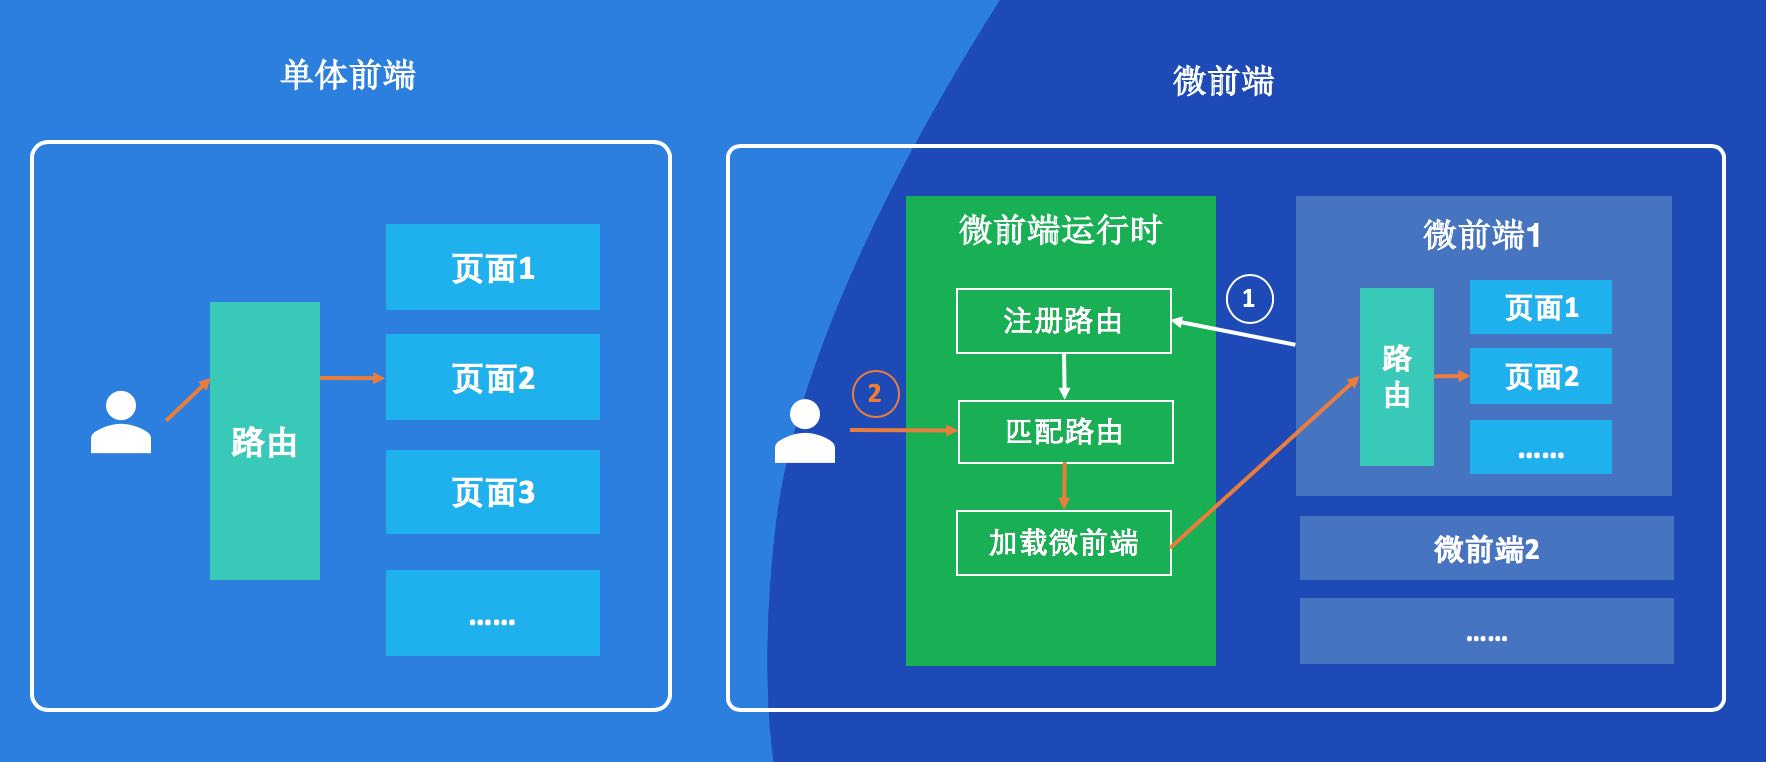 单体前端
路由
页面1
页面2
页面3
......
微前端
微前端运行时
注册路由
匹配路由
加载微前端
1
2
微前端1
路
由
页面1
页面2
......
微前端2
......